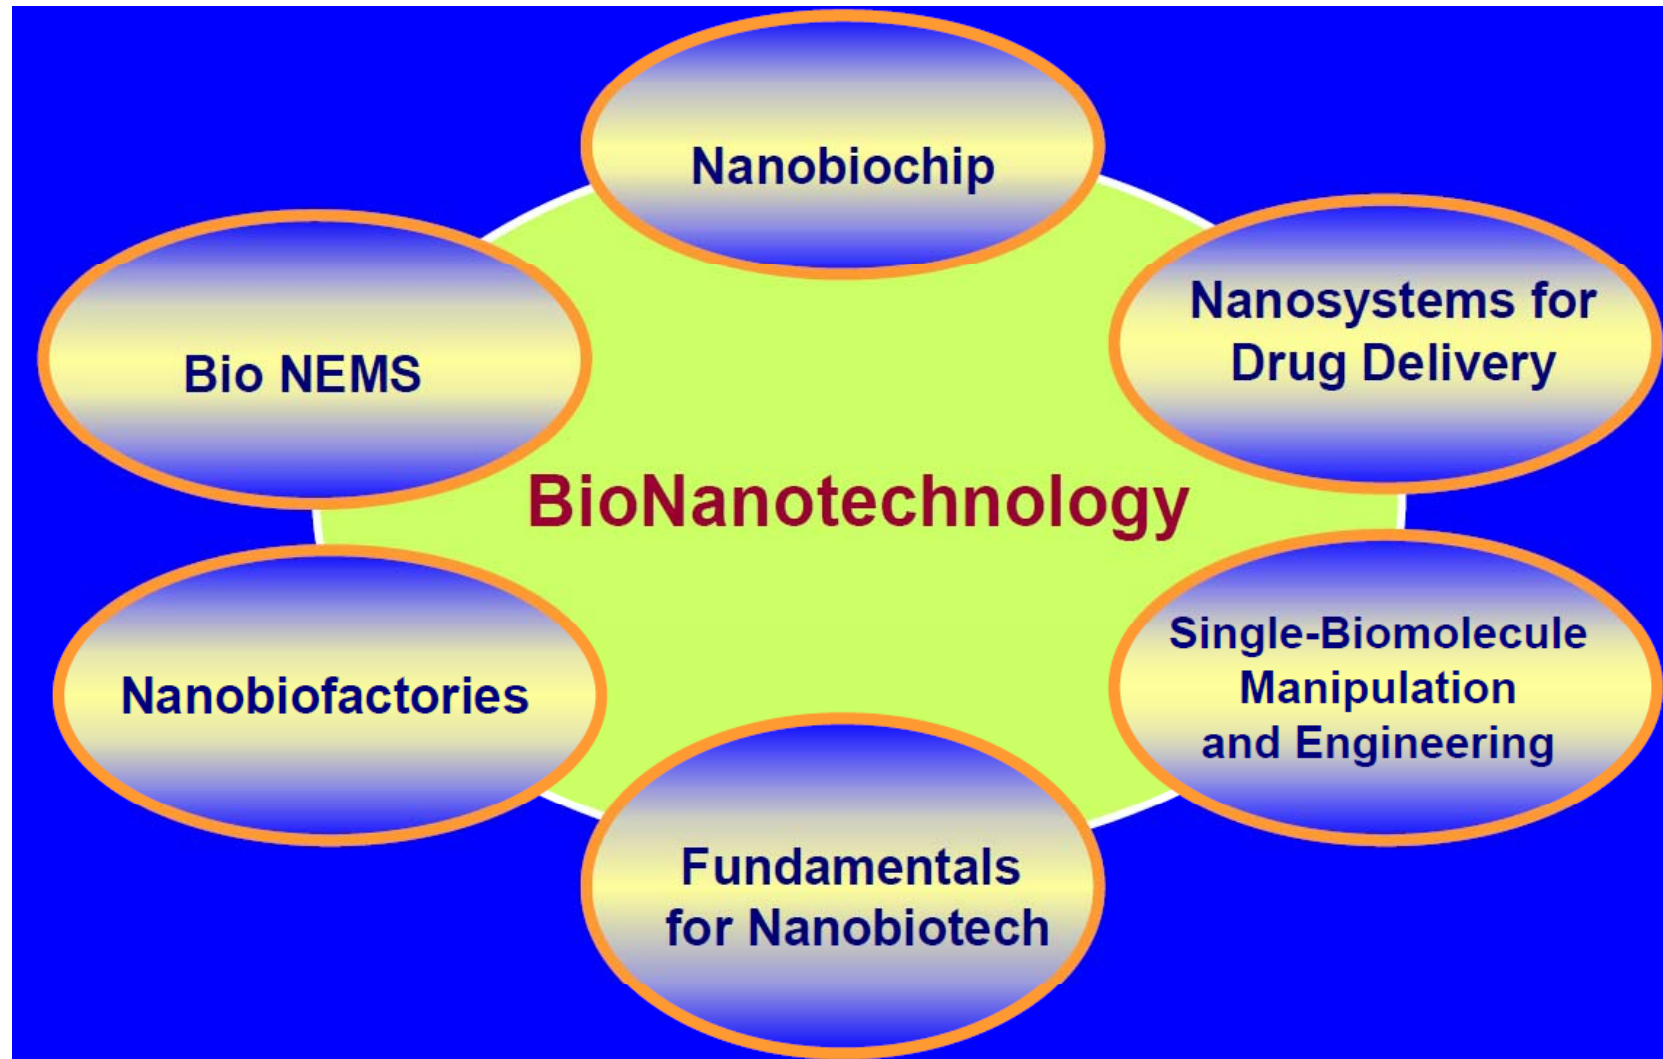 Nanobiochip
Nanosystems for
Drug Delivery
Bio NEMS
BioNanotechnology
Single-Biomolecule
Manipulation
and Engineering
Nanobiofactories
Fundamentals
for Nanobiotech